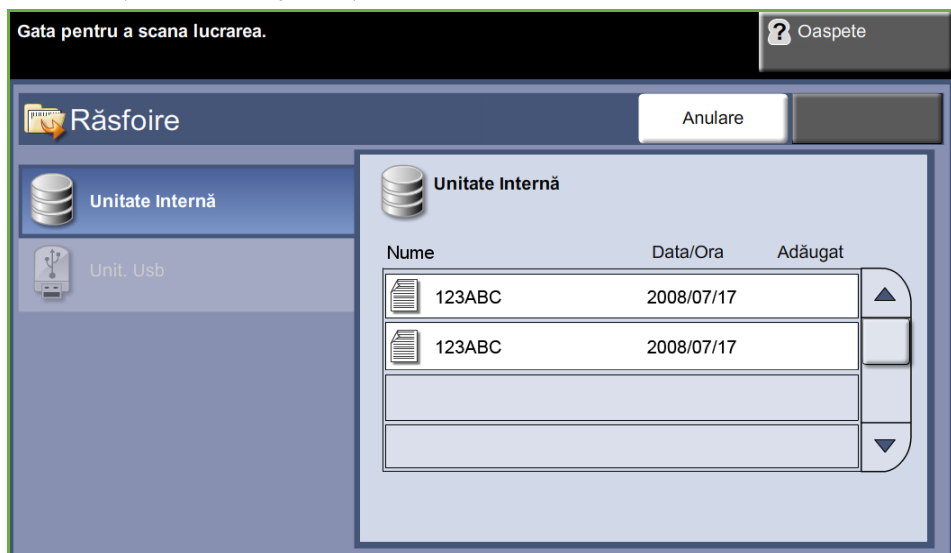 Gata pentru a scana lucrarea.
? Oaspete
Răsfoire
Anulare
Unitate Internă
Unit. Usb
Unitate Internă
Nume Data/Ora Adăugat
123ABC 2008/07/17
123ABC 2008/07/17